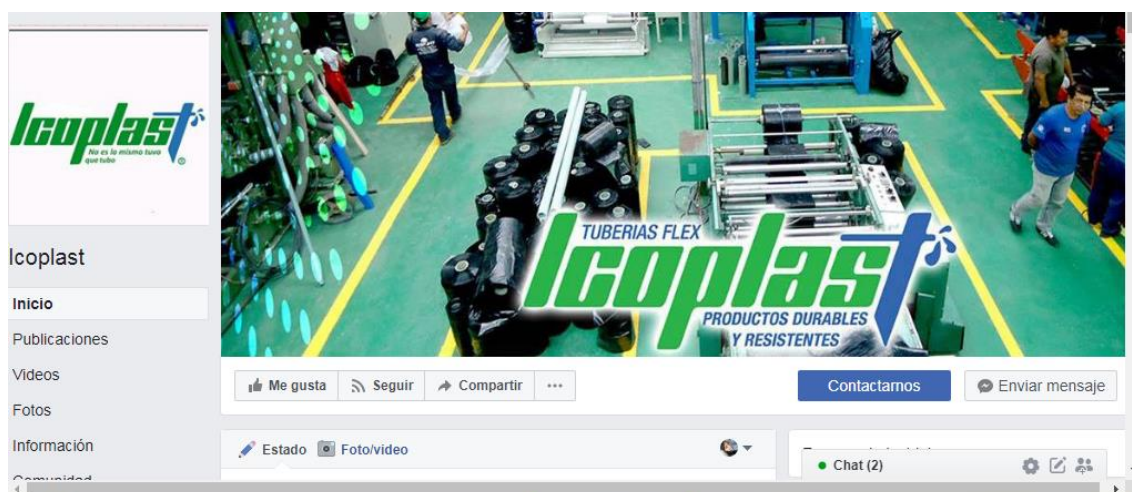 Icoplast
No es lo mismo tuvo
que tubo
®
Icoplast
Inicio
Publicaciones
Videos
Fotos
Información
Comunidad
TUBERIAS FLEX
Icoplast
PRODUCTOS DURABLES
Y RESISTENTES
Me gusta
Seguir
Compartir
...
Contactarnos
Enviar mensaje
Estado
Foto/video
Chat (2)